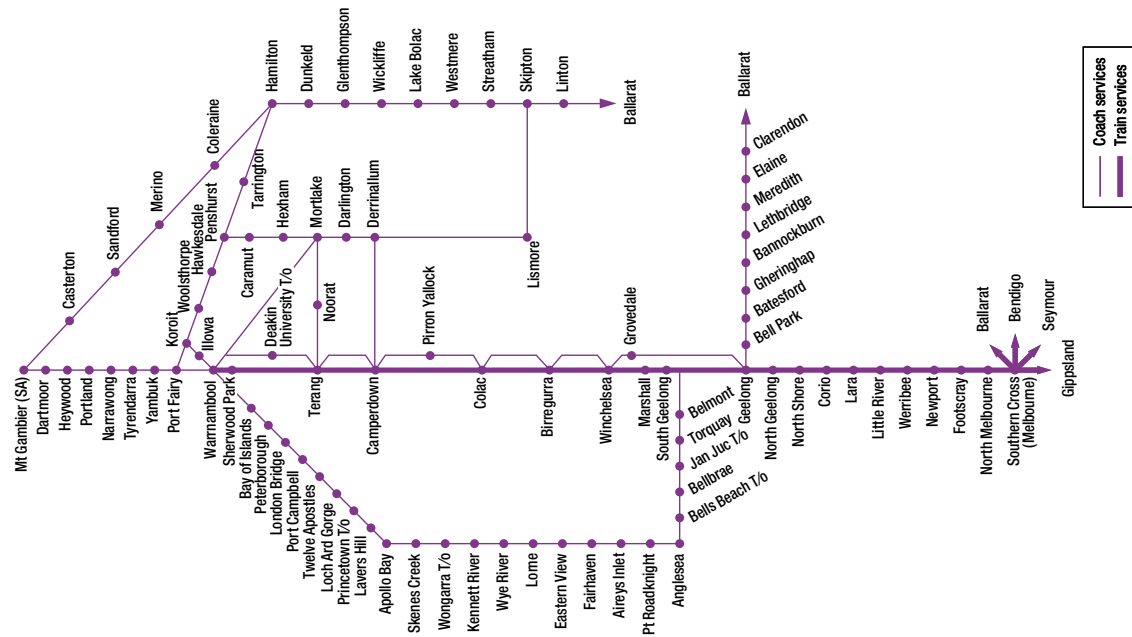 Mt Gambier (SA)
Casterton
Sandford
Merino
Coleraine
Hamilton
Dunkeld
Glenthompson
Wickliffe
Lake Bolac
Westmere
Streatham
Skipton
Linton
Ballarat
Tarrington
Penshurst
Hawkesdale
Woolsthorpe
Koroit
Illowa
Caramut
Hexham
Mortlake
Darlington
Derrinallum
Lismore
Noorat
Deakin
University T/o
Pirron Yallock
Grovedale
Dartmoor
Heywood
Portland
Narrawong
Tyrendarra
Yambuk
Port Fairy
Warrnambool
Sherwood Park
Terang
Camperdown
Colac
Birregurra
Winchelsea
Marshall
South Geelong
Geelong
North Geelong
North Shore
Corio
Lara
Little River
Werribee
Newport
Footscray
North Melbourne
Southern Cross
(Melbourne)
Gippsland
Ballarat
Bendigo
Seymour
Ballarat
Clarendon
Elaine
Meredith
Lethbridge
Bannockburn
Gheringhap
Batesford
Bell Park
Bay of Islands
Peterborough
London Bridge
Port Campbell
Twelve Apostles
Loch Ard Gorge
Princetown T/o
Lavers Hill
Apollo Bay
Skenes Creek
Wongarra T/o
Kennett River
Wye River
Lorne
Eastern View
Fairhaven
Aireys Inlet
Pt Roadknight
Anglesea
Belmont
Torquay
Jan Juc T/o
Bellbrae
Bells Beach T/o
Coach services
Train services